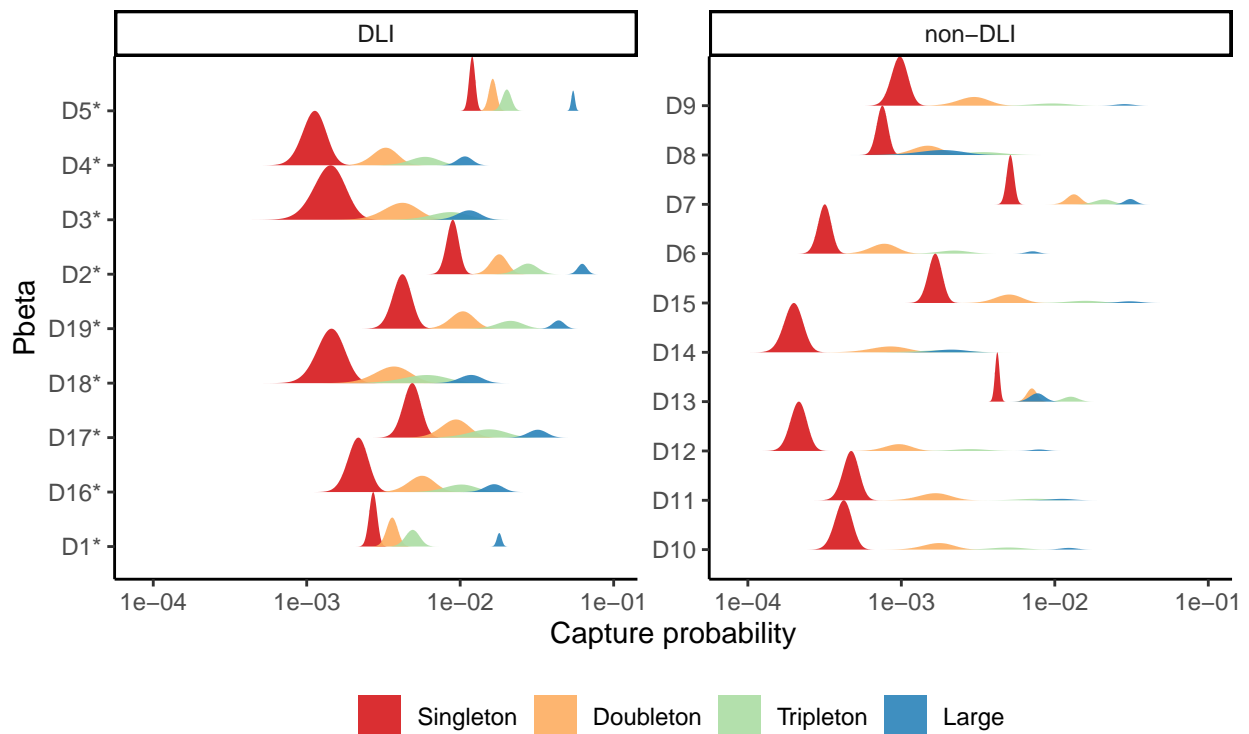 DLI
non−DLI
Pbeta
D5*
D4*
D3*
D2*
D19*
D18*
D17*
D16*
D1*
D9
D8
D7
D6
D15
D14
D13
D12
D11
D10
1e−04 1e−03 1e−02 1e−01
1e−04 1e−03 1e−02 1e−01
Capture probability
Singleton Doubleton Tripleton Large